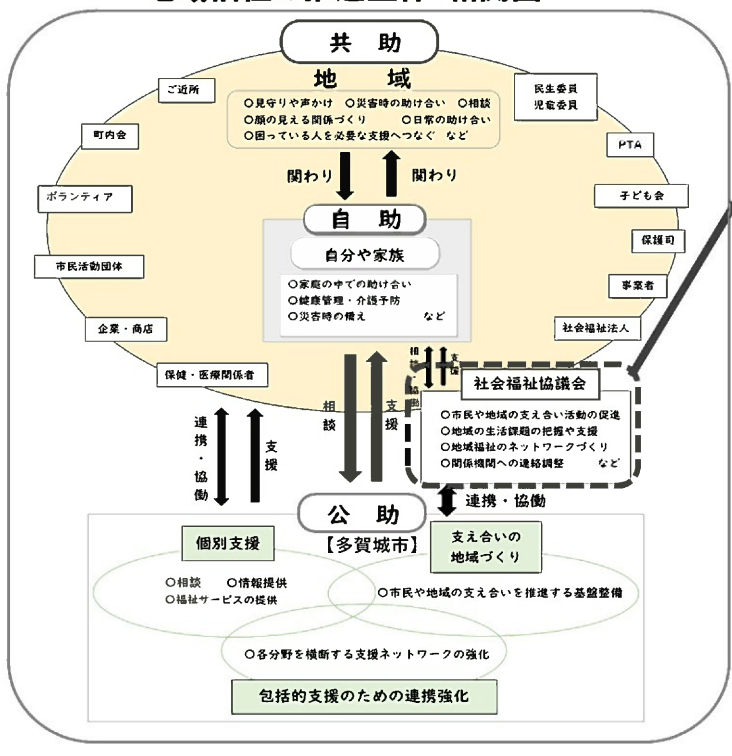 共　助
地　域
○見守りや声かけ　○災害時の助け合い　○相談
○顔の見える関係づくり　○日常の助け合い
○困っている人を必要な支援へつなぐ　など
ご近所
町内会
ボランティア
市民活動団体
企業・商店
保健・医療関係者
民生委員
児童委員
PTA
子ども会
保護司
事業者
社会福祉法人
関わり
関わり
自　助
自分や家族
○家庭の中での助け合い
○健康管理・介護予防
○災害時の備え　など
相談・協働
支援
社会福祉協議会
○市民や地域の支え合い活動の促進
○地域の生活課題の把握や支援
○地域福祉のネットワークづくり
○関係機関への連絡調整　など
連携・協働
支援
相談
支援
連携・協働
公　助
【多賀城市】
個別支援
○相談　○情報提供
○福祉サービスの提供
支え合いの
地域づくり
○市民や地域の支え合いを推進する基盤整備
○各分野を横断する支援ネットワークの強化
包括的支援のための連携強化